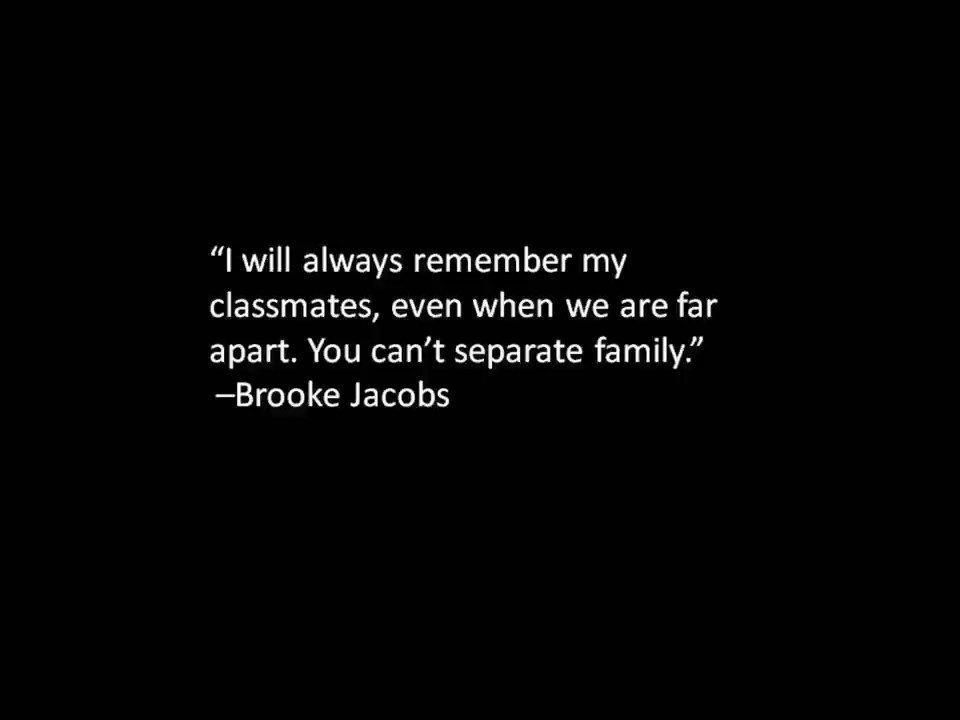 “I will always remember my
classmates, even when we are far
apart. You can’t separate family.”
–Brooke Jacobs